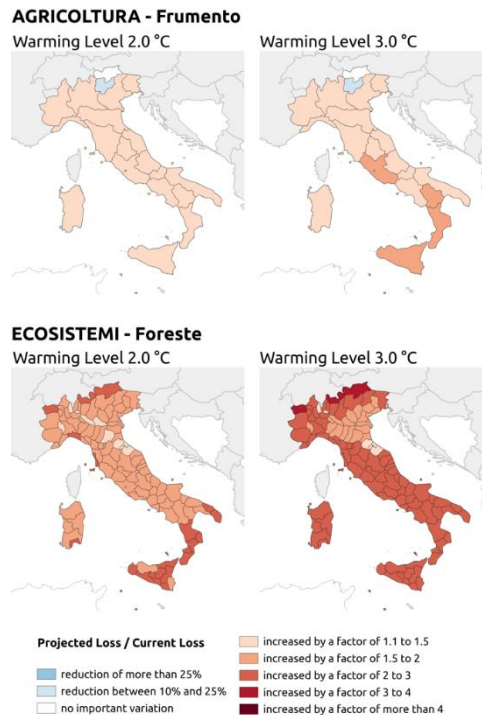 AGRICOLTURA - Frumento
Warming Level 2.0 °C
Warming Level 3.0 °C
ECOSISTEMI - Foreste
Warming Level 2.0 °C
Warming Level 3.0 °C
Projected Loss / Current Loss
reduction of more than 25%
reduction between 10% and 25%
no important variation
increased by a factor of 1.1 to 1.5
increased by a factor of 1.5 to 2
increased by a factor of 2 to 3
increased by a factor of 3 to 4
increased by a factor of more than 4